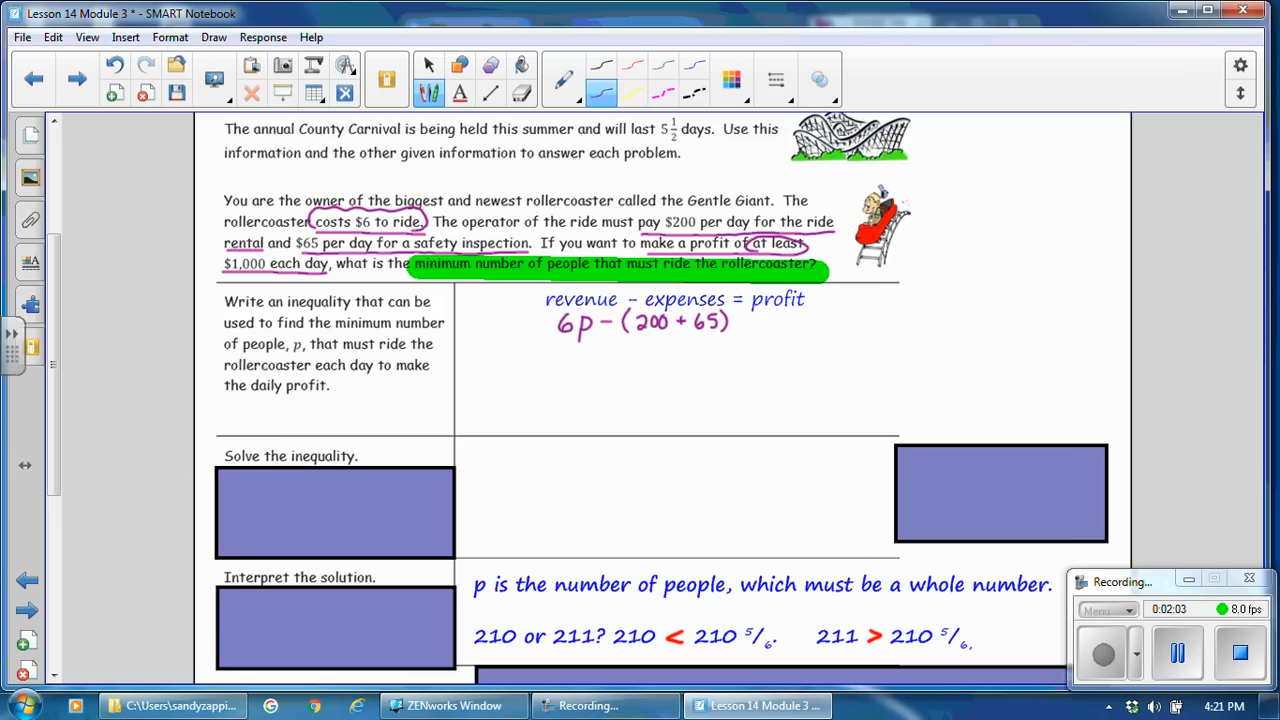 Lesson 14 Module 3 * - SMART Notebook
File Edit View Insert Format Draw Response Help
The annual County Carnival is being held this summer and will last 5 1/2 days. Use this
information and the other given information to answer each problem.
You are the owner of the biggest and newest rollercoaster called the Gentle Giant. The
rollercoaster costs $6 to ride. The operator of the ride must pay $200 per day for the ride
rental and $65 per day for a safety inspection. If you want to make a profit of at least
$1,000 each day, what is the minimum number of people that must ride the rollercoaster?
Write an inequality that can be
used to find the minimum number
of people, p, that must ride the
rollercoaster each day to make
the daily profit.
revenue - expenses = profit
6p - (200 + 65)
Solve the inequality.
Interpret the solution.
p is the number of people, which must be a whole number.
210 or 211? 210 < 210 5/6. 211 > 210 5/6,
Recording...
Menu
0:02:03
8.0 fps
C:\Users\sandyzappi...
ZENworks Window
Recording...
Lesson 14 Module 3 ...
4:21 PM